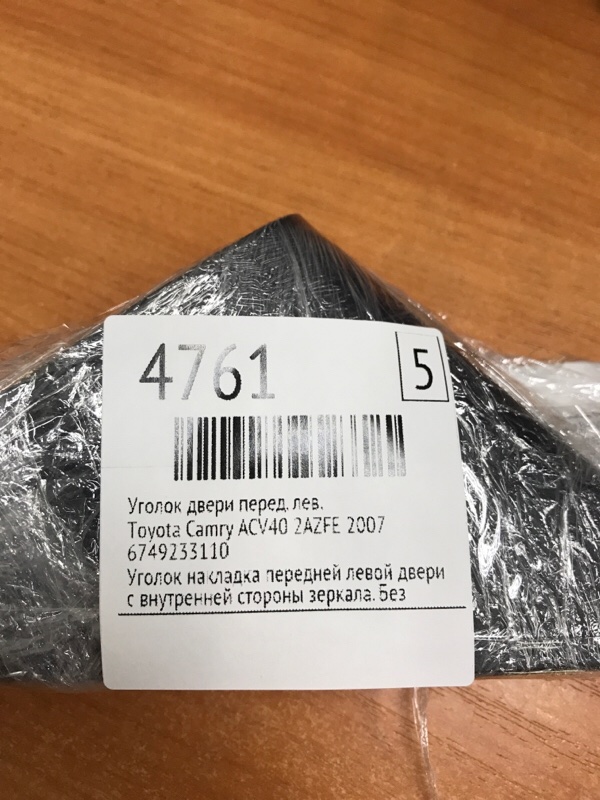 4761
5
Уголок двери перед. лев.
Toyota Camry ACV40 2AZFE 2007
6749233110
Уголок накладка передней левой двери
с внутренней стороны зеркала. Без